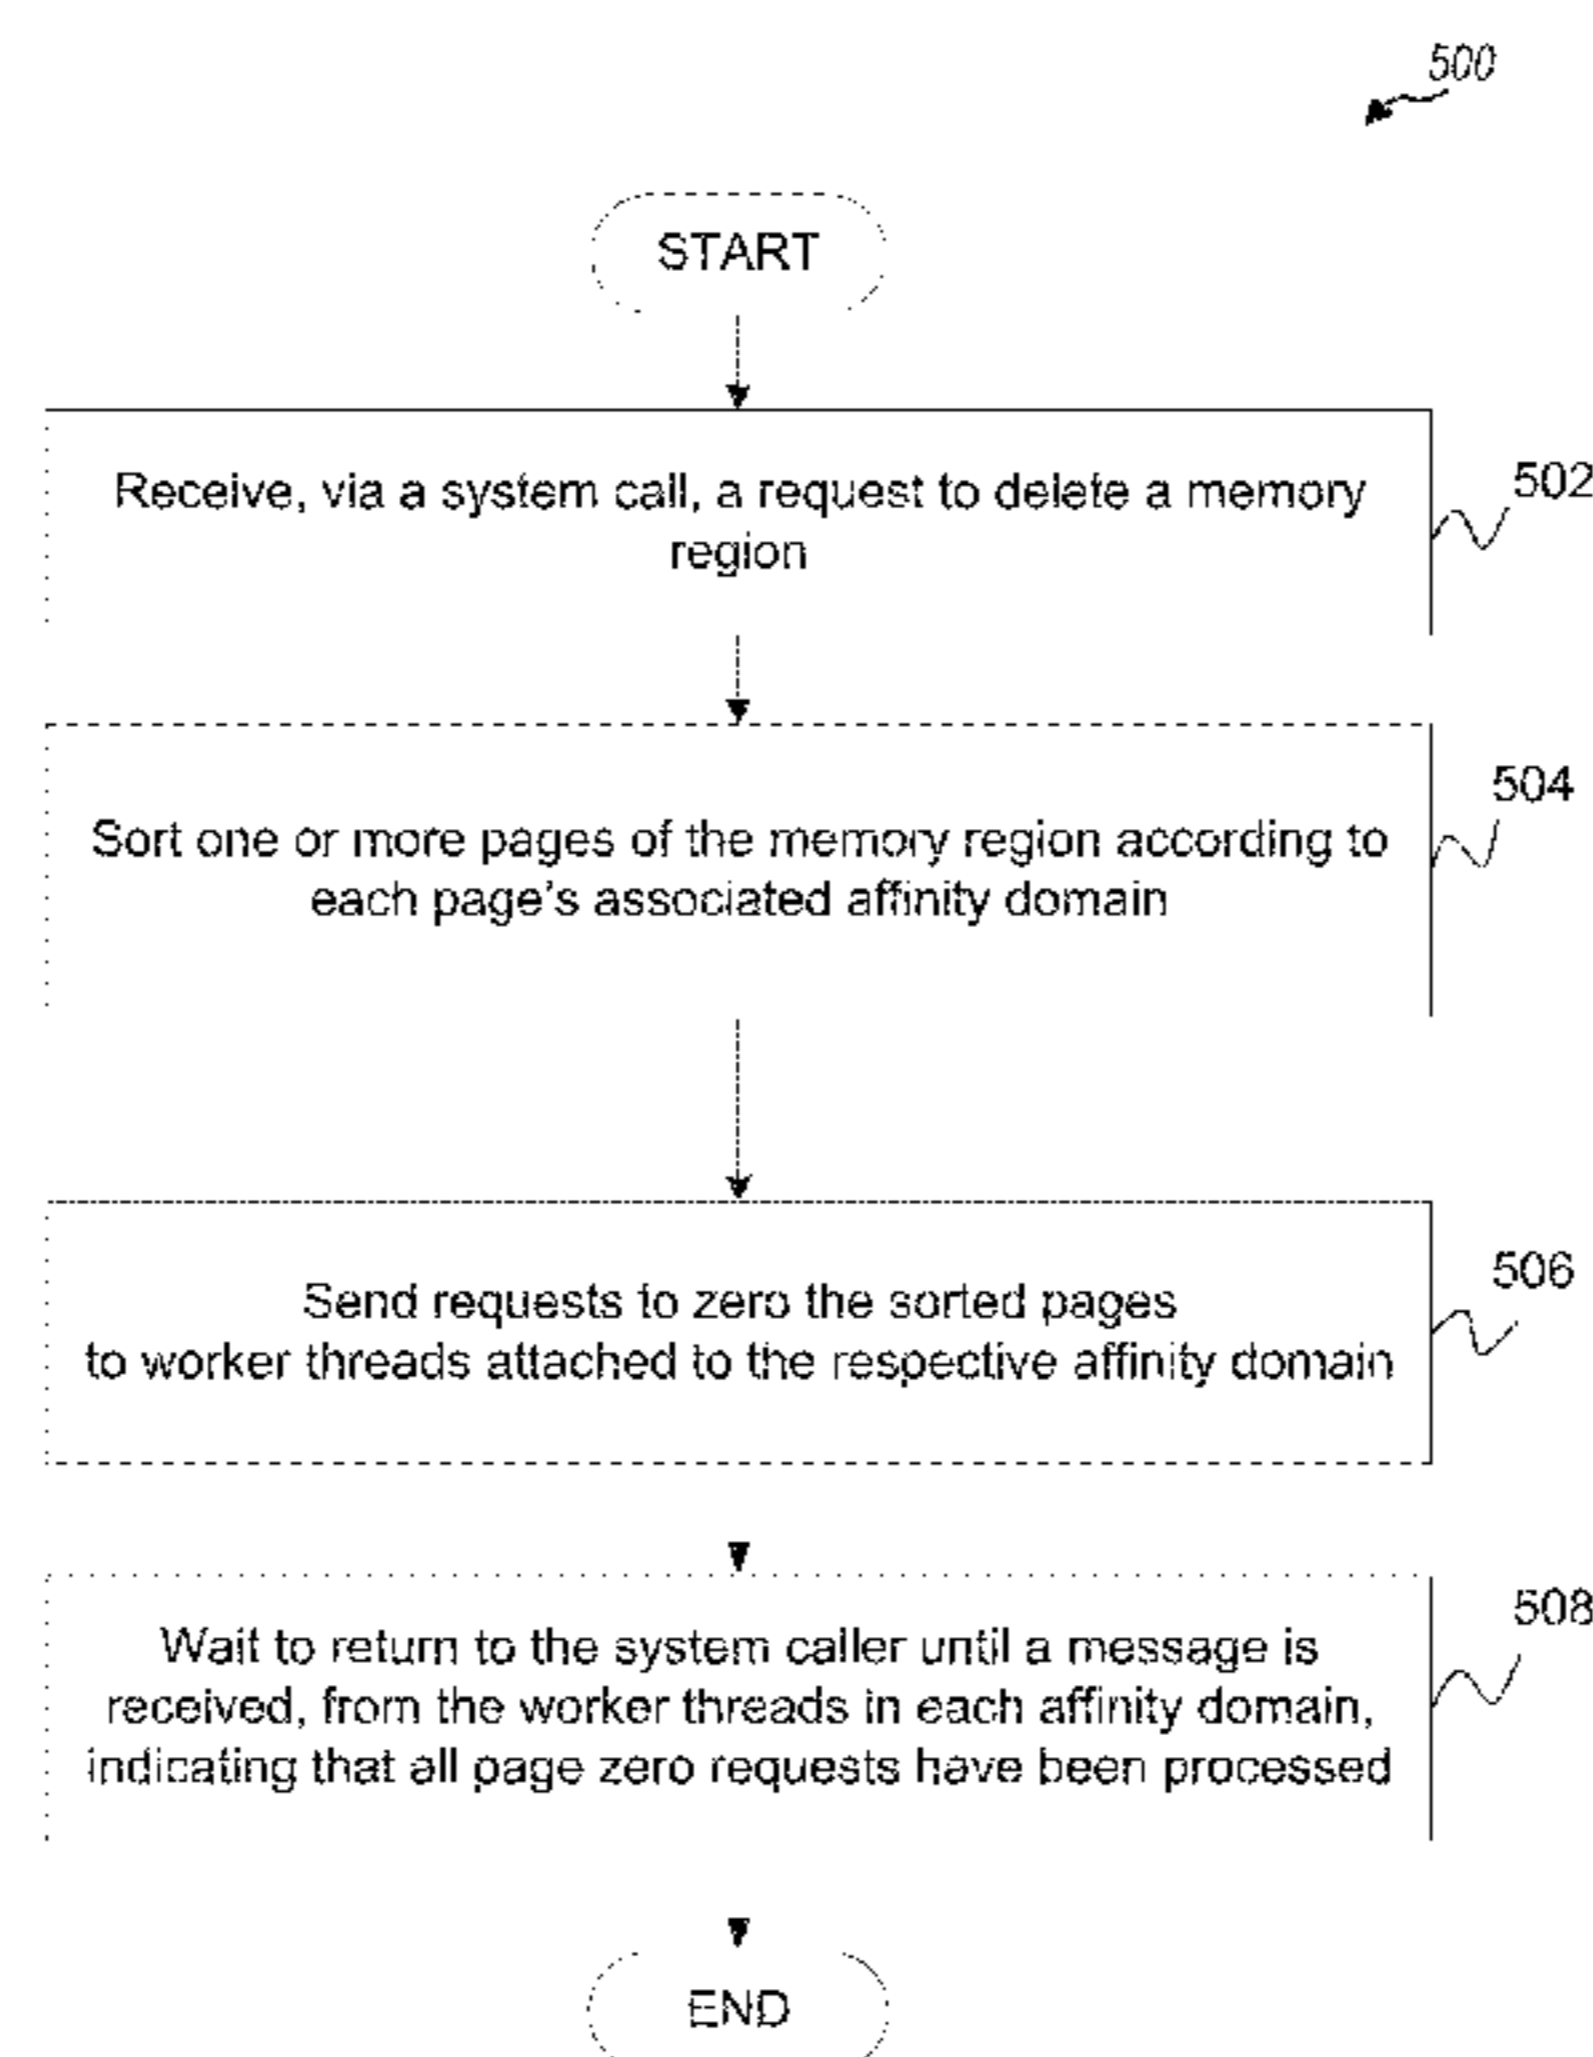 500
START
Receive, via a system call, a request to delete a memory
region
502
504
Sort one or more pages of the memory region according to
each page's associated affinity domain
506
Send requests to zero the sorted pages
to worker threads attached to the respective affinity domain
508
Wait to return to the system caller until a message is
received, from the worker threads in each affinity domain,
indicating that all page zero requests have been processed
END